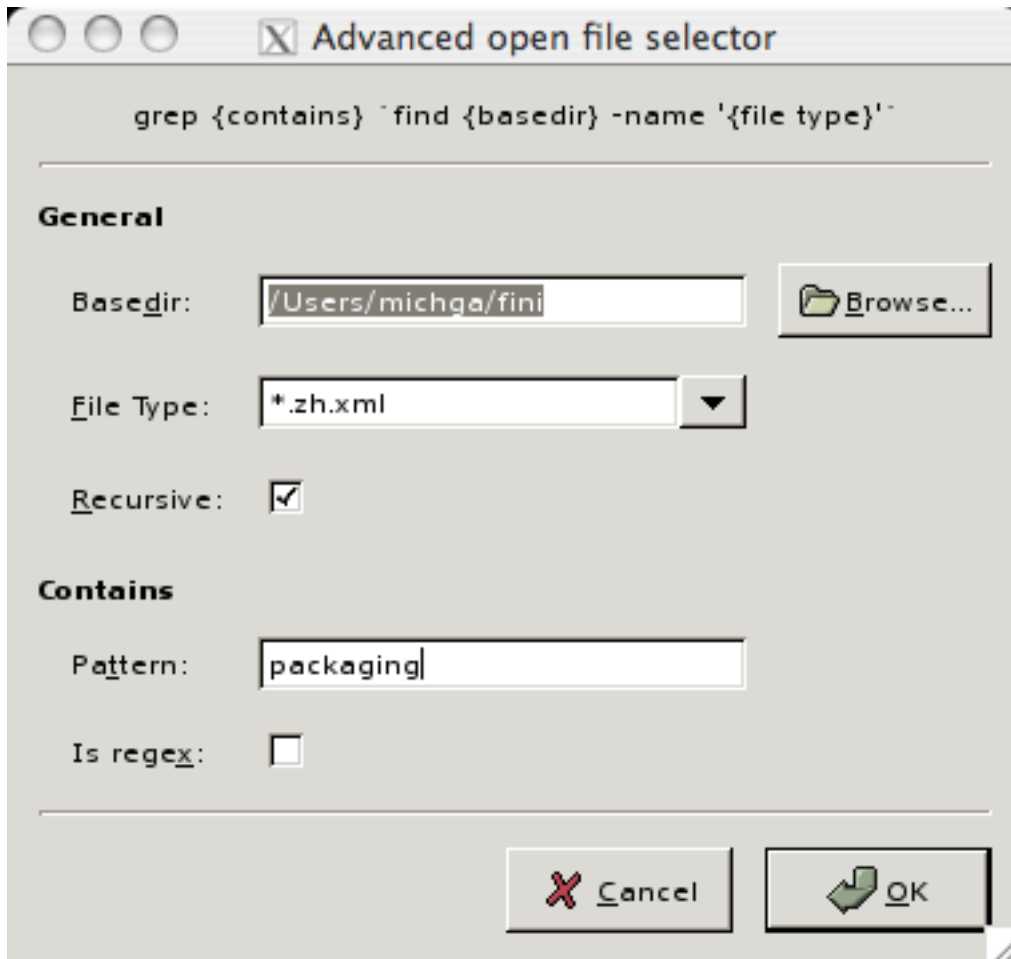 Advanced open file selector
grep {contains} `find {basedir} -name '{file type}'`
General
Basedir: /Users/michga/fini Browse...
File Type: *.zh.xml
Recursive:
Contains
Pattern: packaging
Is regex:
Cancel OK